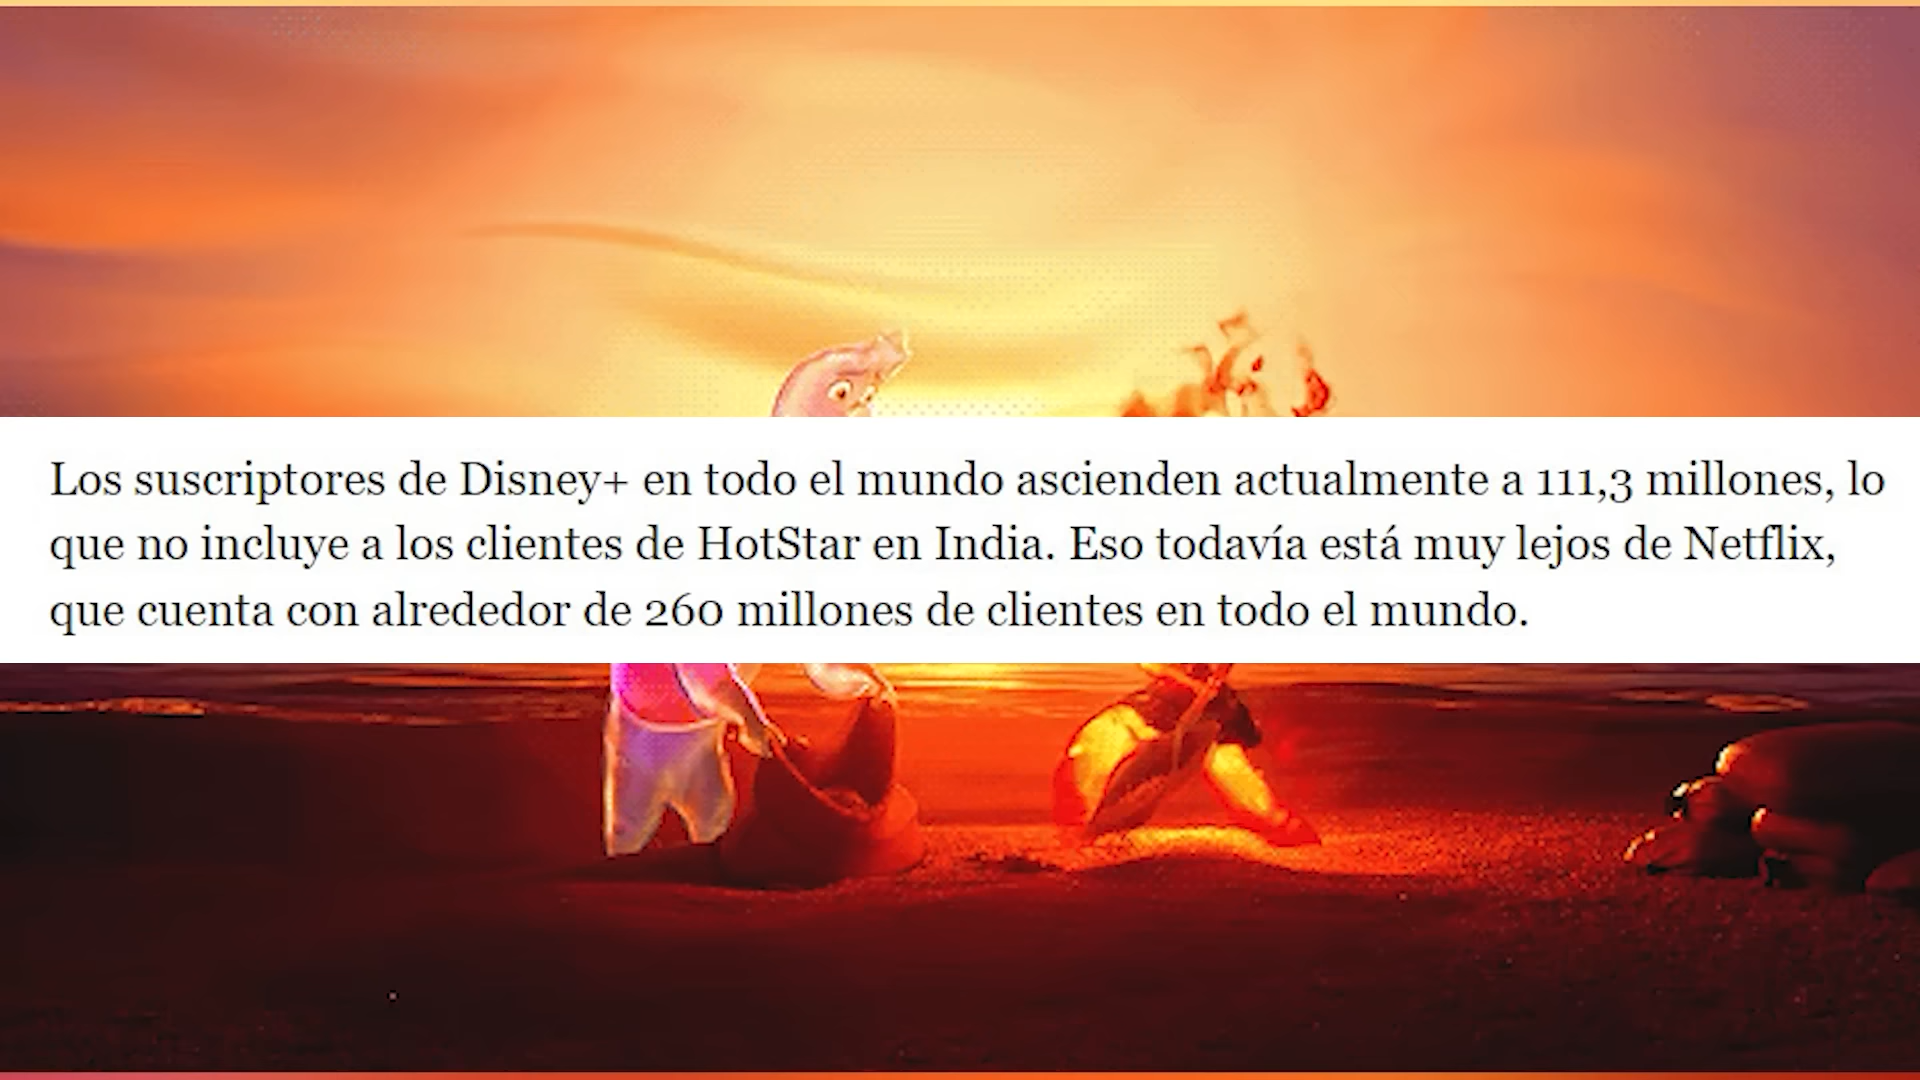 Los suscriptores de Disney+ en todo el mundo ascienden actualmente a 111,3 millones, lo
que no incluye a los clientes de HotStar en India. Eso todavía está muy lejos de Netflix,
que cuenta con alrededor de 260 millones de clientes en todo el mundo.